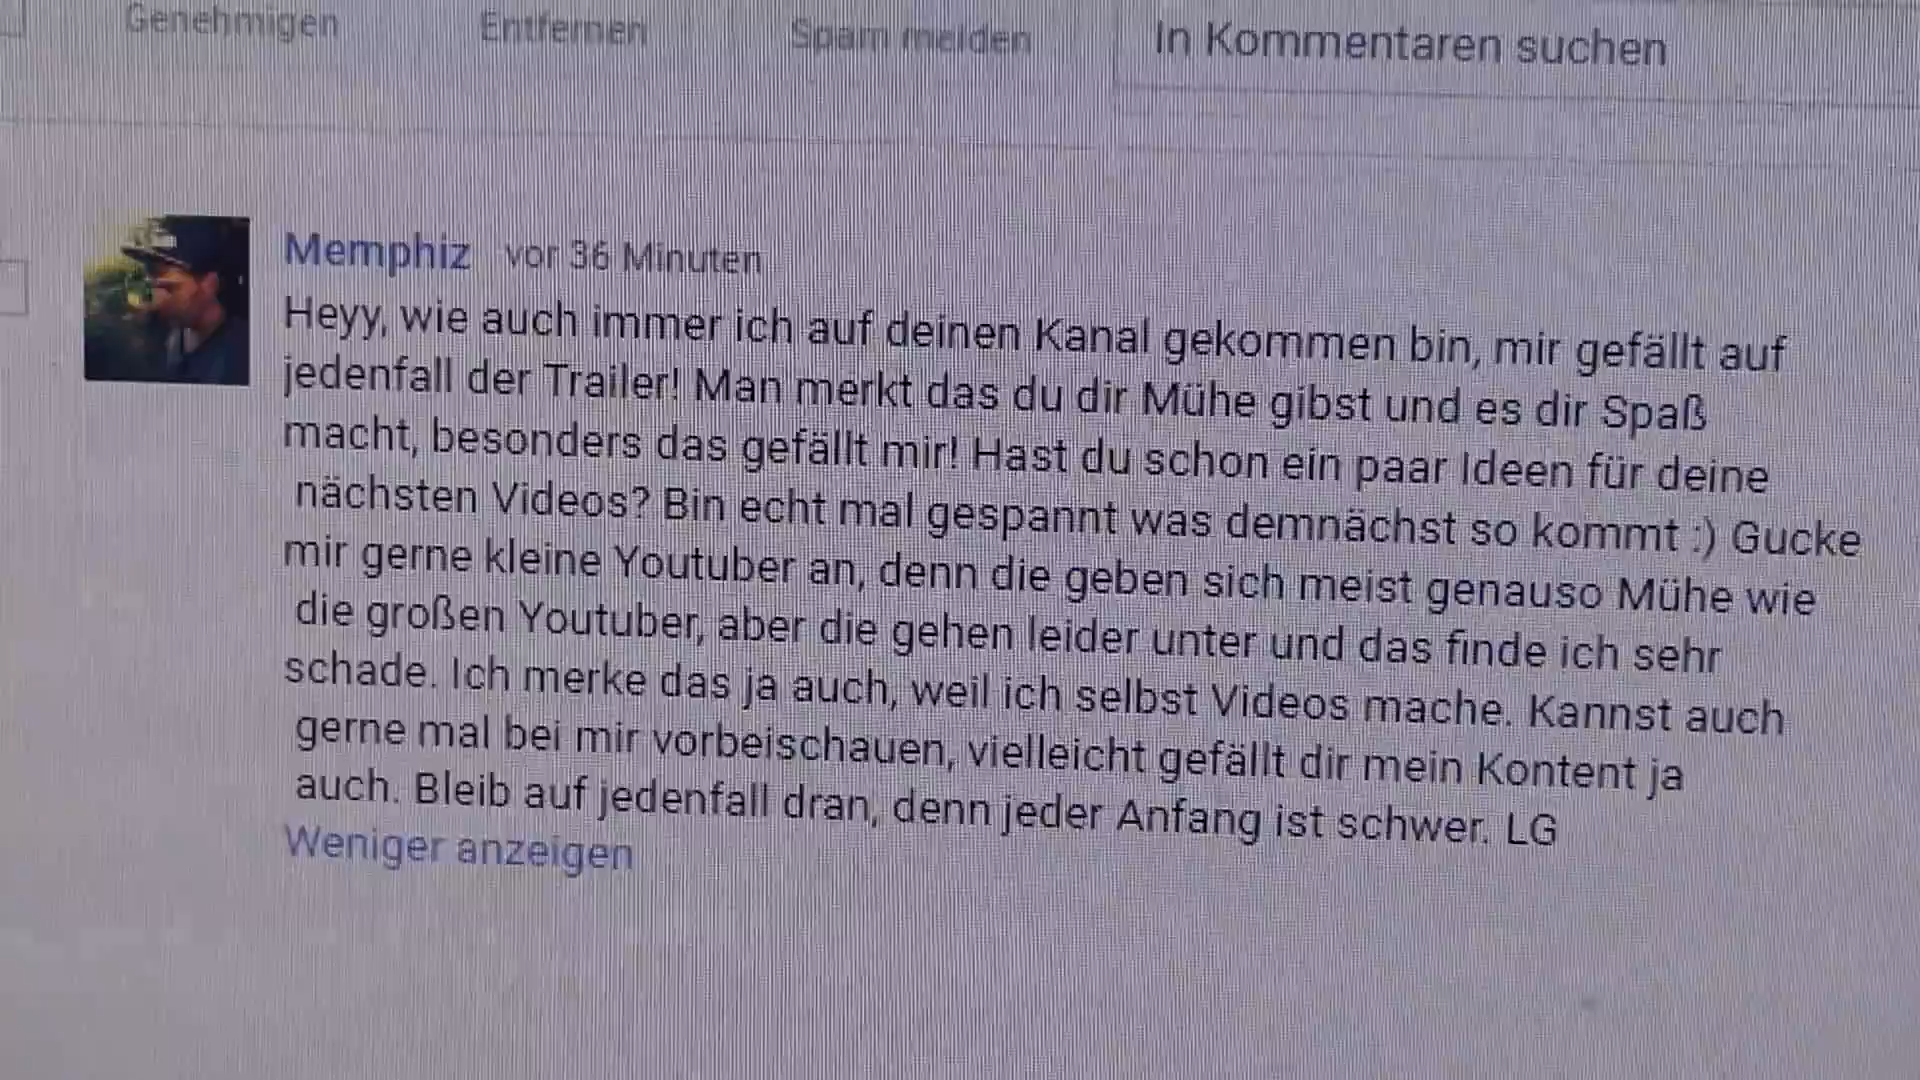 Genehmigen Entfernen Spam melden In Kommentaren suchen
Memphiz vor 36 Minuten
Heyy, wie auch immer ich auf deinen Kanal gekommen bin, mir gefällt auf
jedenfall der Trailer! Man merkt das du dir Mühe gibst und es dir Spaß
macht, besonders das gefällt mir! Hast du schon ein paar Ideen für deine
nächsten Videos? Bin echt mal gespannt was demnächst so kommt :) Gucke
mir gerne kleine Youtuber an, denn die geben sich meist genauso Mühe wie
die großen Youtuber, aber die gehen leider unter und das finde ich sehr
schade. Ich merke das ja auch, weil ich selbst Videos mache. Kannst auch
gerne mal bei mir vorbeischauen, vielleicht gefällt dir mein Kontent ja
auch. Bleib auf jedenfall dran, denn jeder Anfang ist schwer. LG
Weniger anzeigen